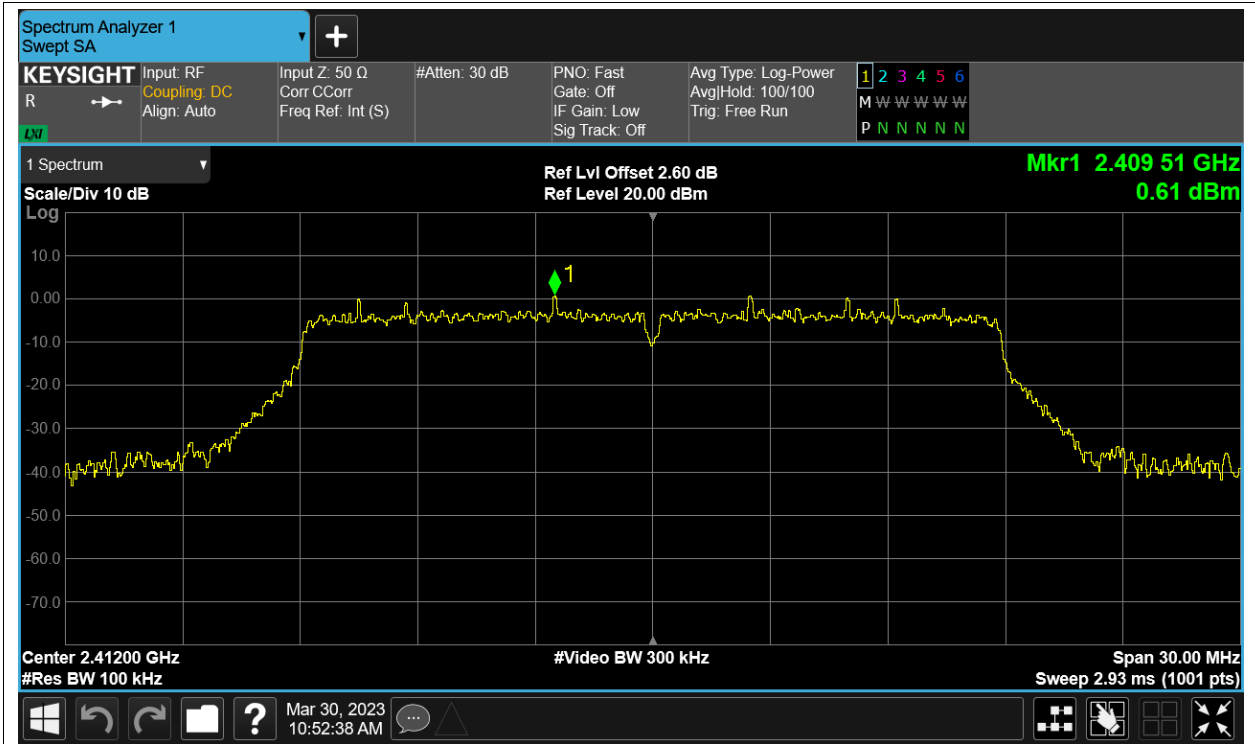 Spectrum Analyzer 1
Swept SA
+
KEYSIGHT
R
LXI
Input: RF
Coupling: DC
Align: Auto
Input Z: 50 Ω
Corr CCorr
Freq Ref: Int (S)
#Atten: 30 dB
PNO: Fast
Gate: Off
IF Gain: Low
Sig Track: Off
Avg Type: Log-Power
Avg|Hold: 100/100
Trig: Free Run
1 2 3 4 5 6
M W W W W W
P N N N N N
1 Spectrum
Scale/Div 10 dB
Log
Ref Lvl Offset 2.60 dB
Ref Level 20.00 dBm
Mkr1 2.409 51 GHz
0.61 dBm
10.0
0.00
-10.0
-20.0
-30.0
-40.0
-50.0
-60.0
-70.0
1
Center 2.41200 GHz
#Res BW 100 kHz
#Video BW 300 kHz
Span 30.00 MHz
Sweep 2.93 ms (1001 pts)
?
Mar 30, 2023
10:52:38 AM